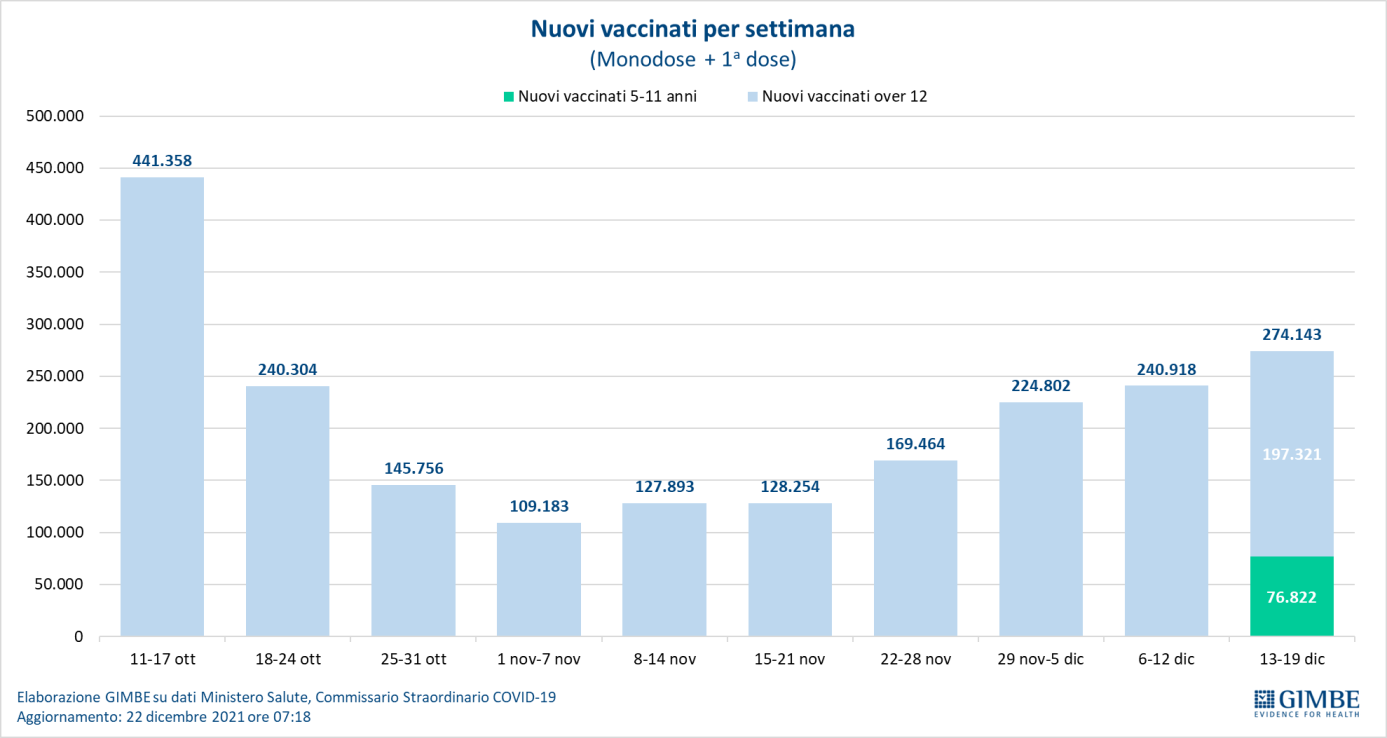 Nuovi vaccinati per settimana
(Monodose + 1ª dose)
Nuovi vaccinati 5-11 anni Nuovi vaccinati over 12
500.000
450.000
400.000
350.000
300.000
250.000
200.000
150.000
100.000
50.000
0
441.358
240.304
145.756
109.183
127.893
128.254
169.464
224.802
240.918
274.143
197.321
76.822
11-17 ott 18-24 ott 25-31 ott 1 nov-7 nov 8-14 nov 15-21 nov 22-28 nov 29 nov-5 dic 6-12 dic 13-19 dic
Elaborazione GIMBE su dati Ministero Salute, Commissario Straordinario COVID-19
Aggiornamento: 22 dicembre 2021 ore 07:18
GIMBE
EVIDENCE FOR HEALTH